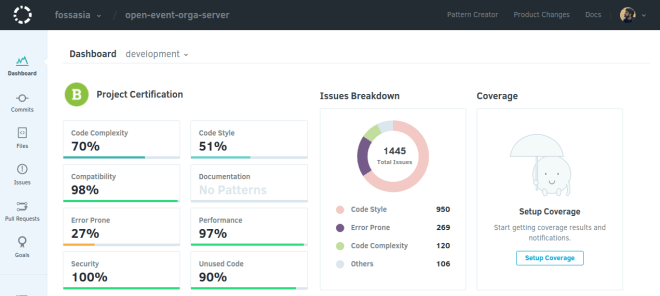 fossasia / open-event-orga-server
Pattern Creator Product Changes Docs
Dashboard
Commits
Files
Issues
Pull Requests
Goals
Dashboard development
B Project Certification
Code Complexity
70%
Code Style
51%
Compatibility
98%
Documentation
No Patterns
Error Prone
27%
Performance
97%
Security
100%
Unused Code
90%
Issues Breakdown
1445
Total Issues
Code Style 950
Error Prone 269
Code Complexity 120
Others 106
Coverage
Setup Coverage
Start getting coverage results and
notifications.
Setup Coverage